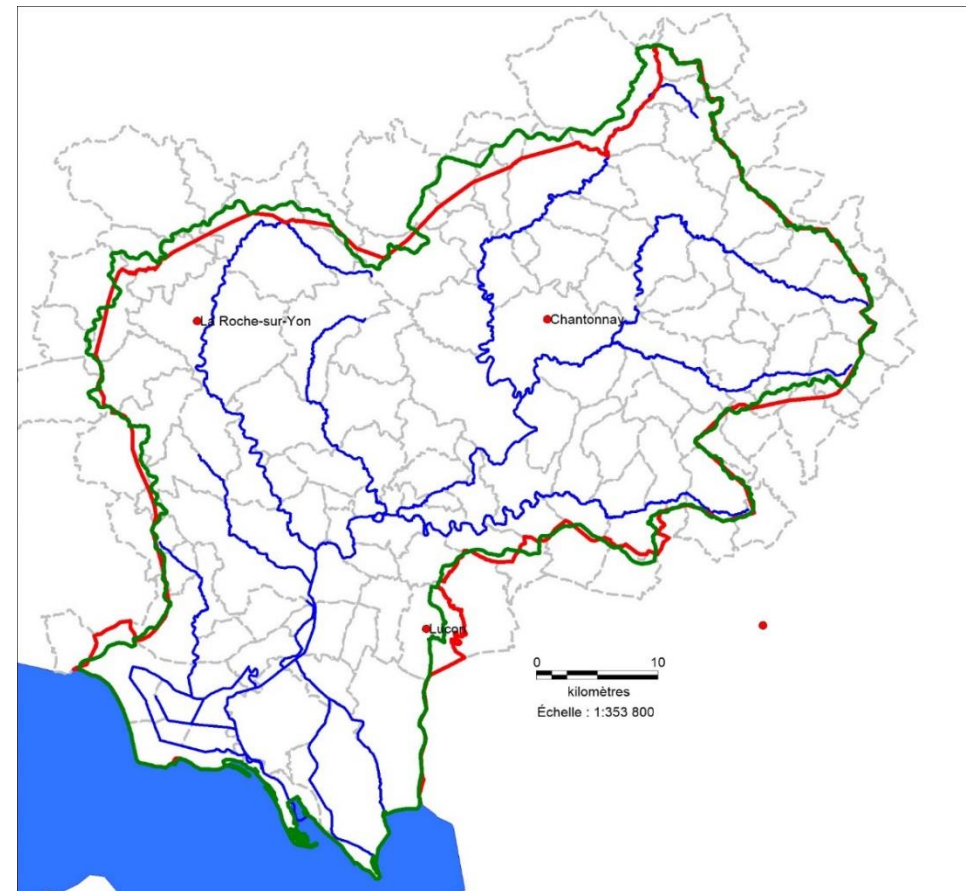 La Roche-sur-Yon
Chantonnay
Luçon
0 10
kilomètres
Échelle : 1:353 800